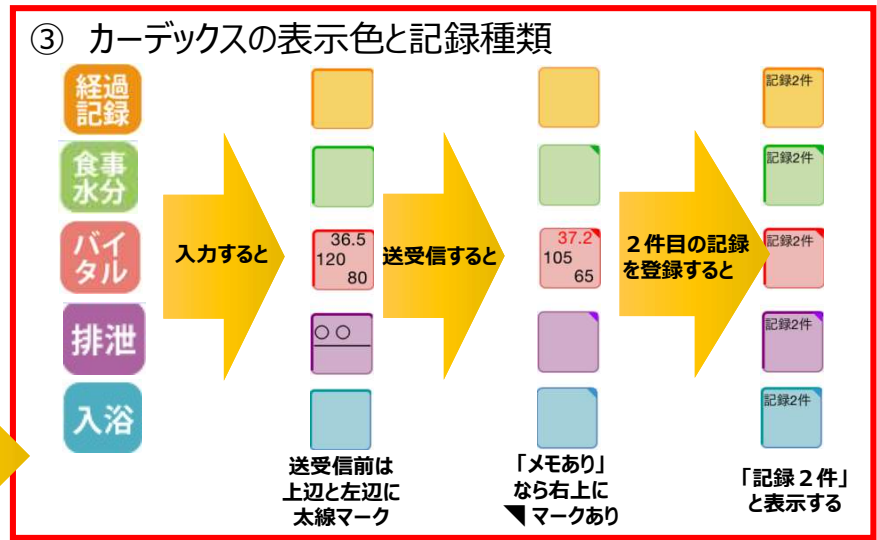 ③ カーデックスの表示色と記録種類
経過
記録
食事
水分
バイ
タル
排泄
入浴
入力すると
36.5
120
80
○○
送受信前は
上辺と左辺に
太線マーク
送受信すると
37.2
105
65
「メモあり」
なら右上に
◥マークあり
2件目の記録
を登録すると
記録2件
記録2件
記録2件
記録2件
記録2件
「記録2件」
と表示する